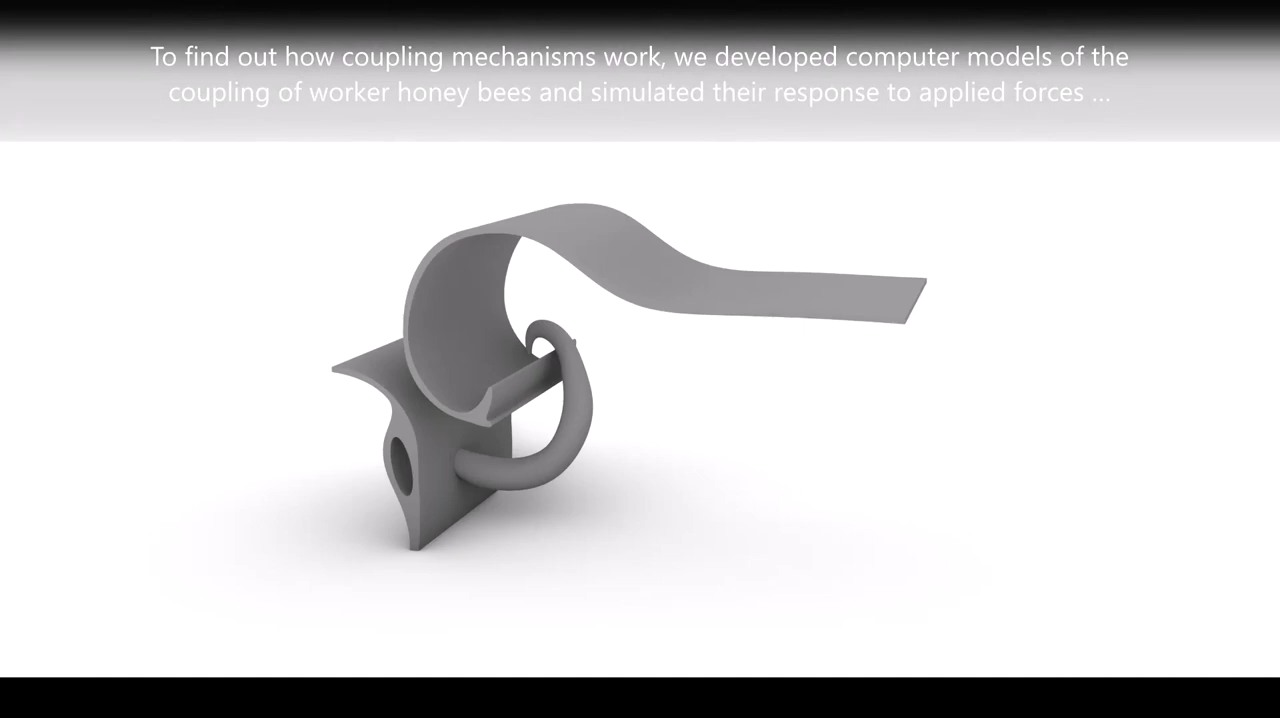 To find out how coupling mechanisms work, we developed computer models of the
coupling of worker honey bees and simulated their response to applied forces ...